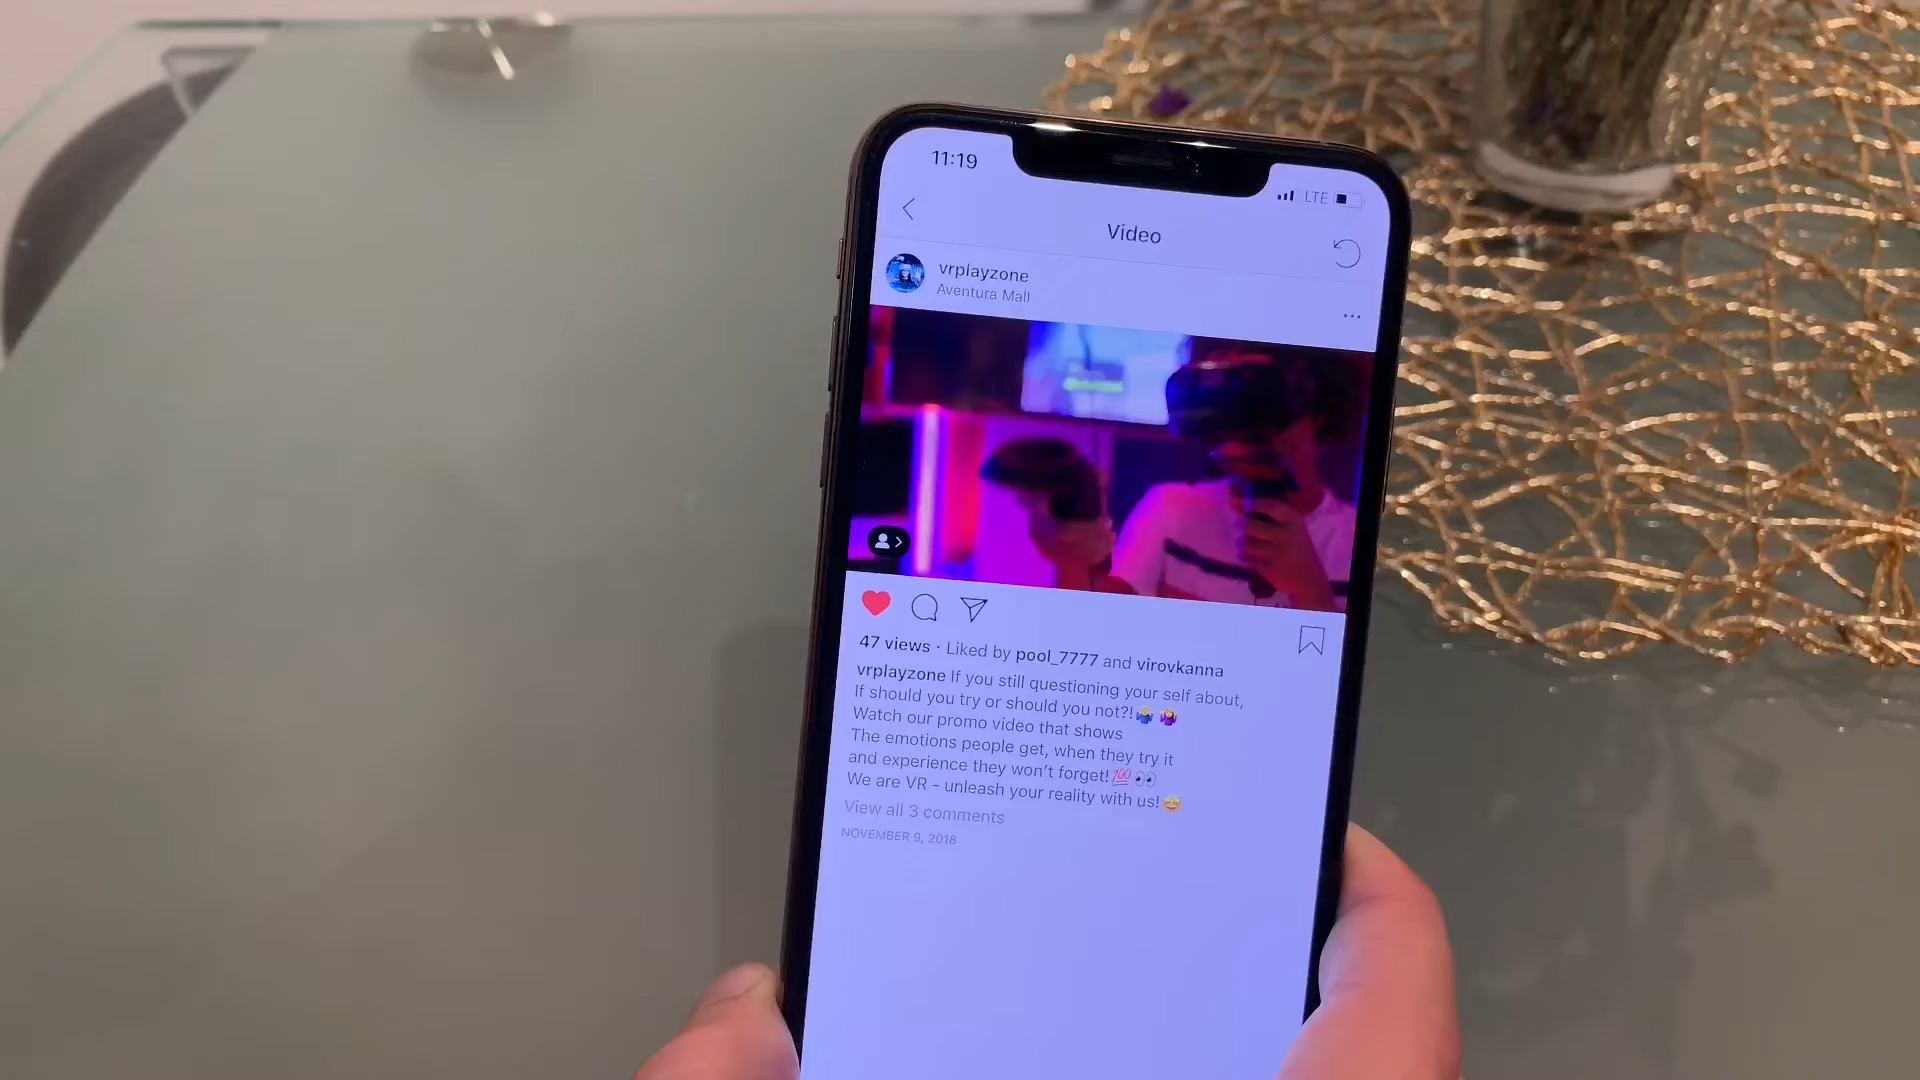 11:19
LTE
Video
vrplayzone
Aventura Mall
47 views · Liked by pool_7777 and virovkanna
vrplayzone If you still questioning your self about,
If should you try or should you not?!🤷‍♂️ 🤷‍♀️
Watch our promo video that shows
The emotions people get, when they try it
and experience they won't forget!💯👀
We are VR - unleash your reality with us!🤩
View all 3 comments
NOVEMBER 9, 2018